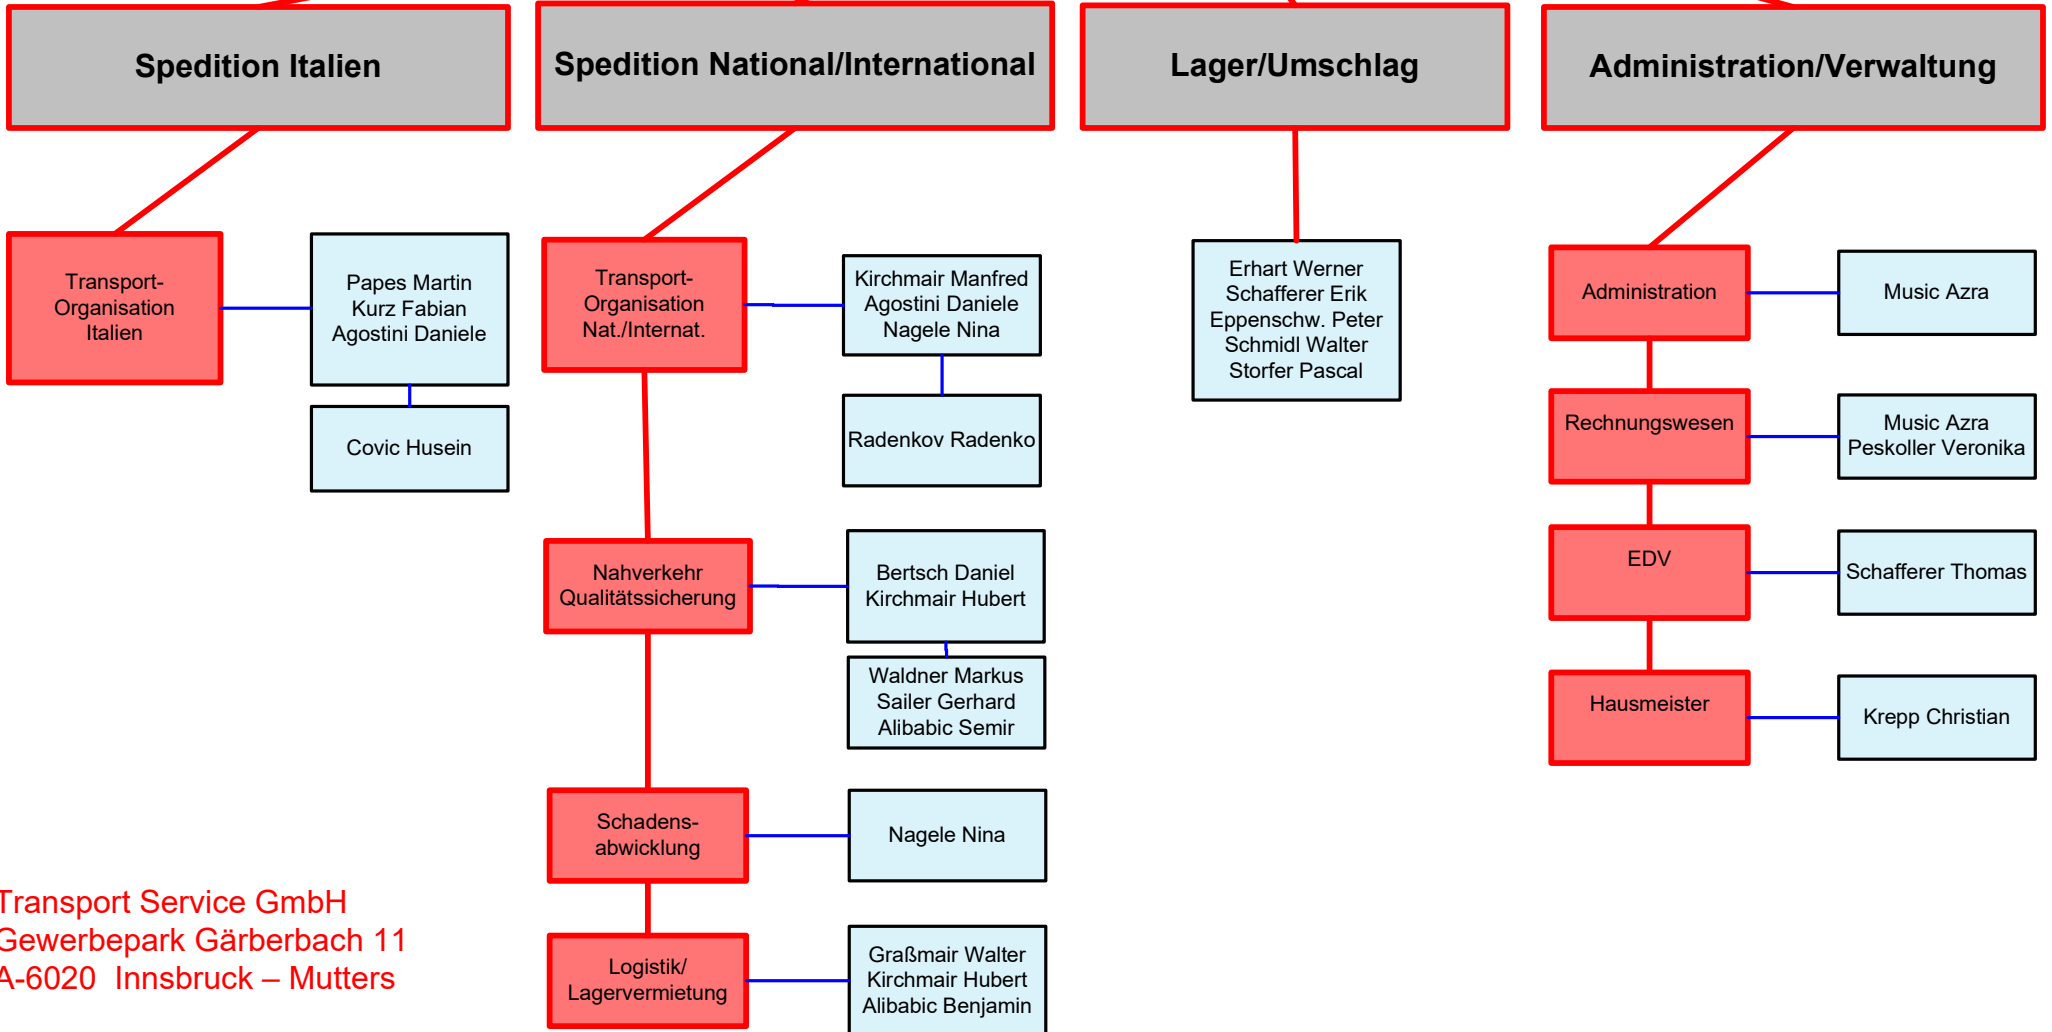 Spedition Italien
Spedition National/International
Lager/Umschlag
Administration/Verwaltung
Transport-
Organisation
Italien
Papes Martin
Kurz Fabian
Agostini Daniele
Covic Husein
Transport-
Organisation
Nat./Internat.
Kirchmair Manfred
Agostini Daniele
Nagele Nina
Radenkov Radenko
Nahverkehr
Qualitätssicherung
Bertsch Daniel
Kirchmair Hubert
Waldner Markus
Sailer Gerhard
Alibabic Semir
Schadens-
abwicklung
Nagele Nina
Logistik/
Lagervermietung
Graßmair Walter
Kirchmair Hubert
Alibabic Benjamin
Erhart Werner
Schafferer Erik
Eppenschw. Peter
Schmidl Walter
Storfer Pascal
Administration
Music Azra
Rechnungswesen
Music Azra
Peskoller Veronika
EDV
Schafferer Thomas
Hausmeister
Krepp Christian
Transport Service GmbH
Gewerbepark Gärberbach 11
A-6020  Innsbruck – Mutters